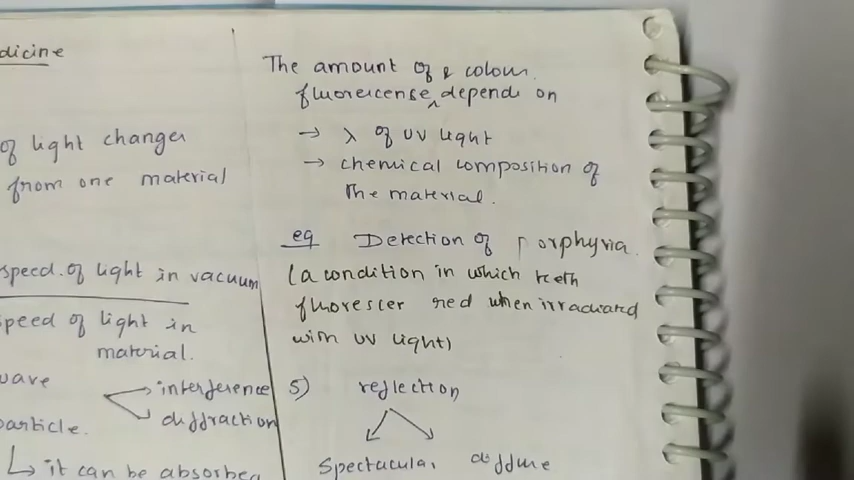 dicine
of light changes
from one material
speed of light in vacuum
speed of light in
material.
wave
interference
diffraction
particle.
it can be absorbed
The amount of & colour
fluorescense ^ depend on
→ λ of UV light
→ chemical composition of
the material.
eg Detection of porphyria.
(a condition in which teeth
fluoresces red when irradiated
with UV light)
5) reflection
Spectacular diffuse